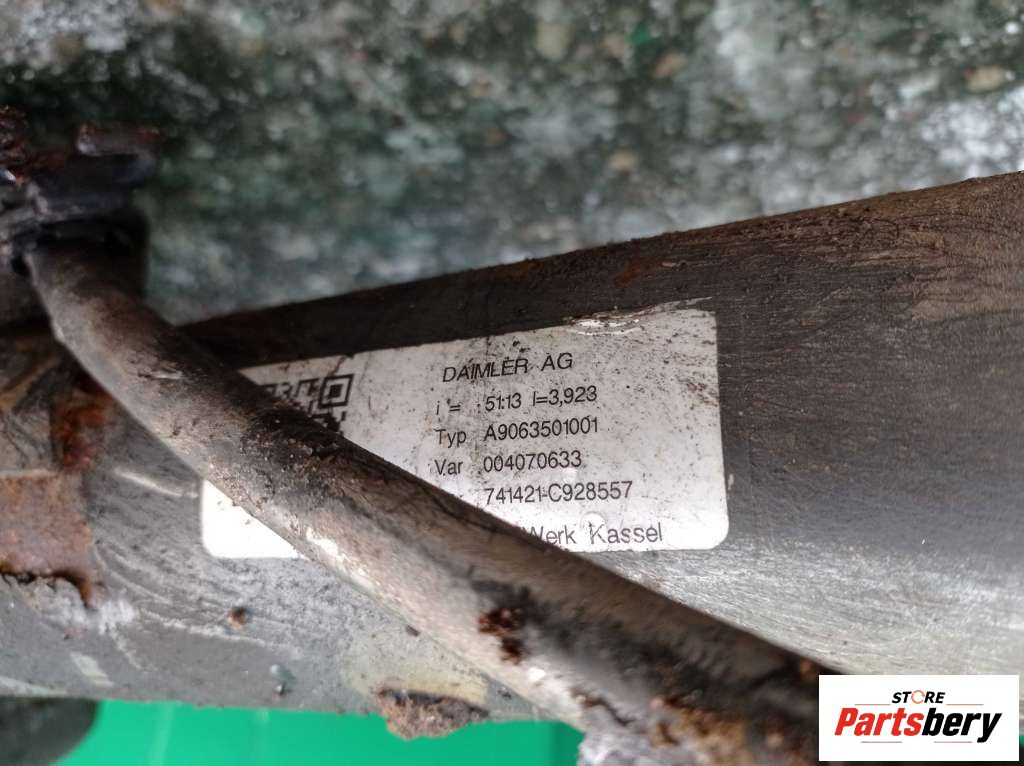 DAIMLER AG
i = 51:13 I=3,923
Typ A9063501001
Var 004070633
741421-C928557
Werk Kassel
STORE
Partsbery